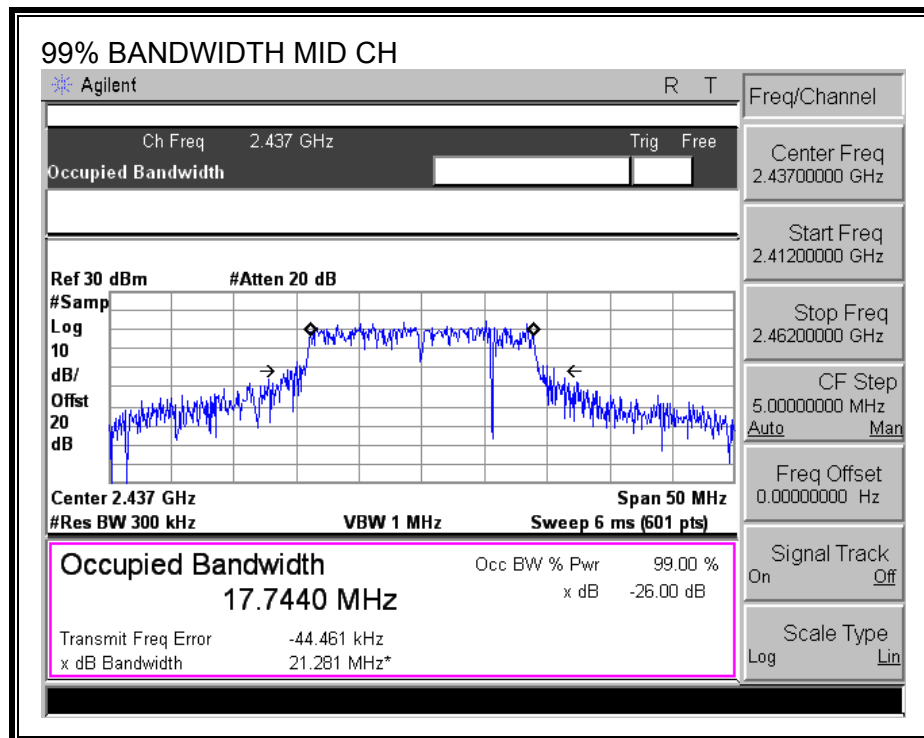 99% BANDWIDTH MID CH
Agilent R T
Ch Freq 2.437 GHz Trig Free
Occupied Bandwidth
Ref 30 dBm #Atten 20 dB
#Samp
Log
10
dB/
Offst
20
dB
Center 2.437 GHz Span 50 MHz
#Res BW 300 kHz VBW 1 MHz Sweep 6 ms (601 pts)
Occupied Bandwidth
17.7440 MHz
Occ BW % Pwr 99.00 %
x dB -26.00 dB
Transmit Freq Error -44.461 kHz
x dB Bandwidth 21.281 MHz*
Freq/Channel
Center Freq
2.43700000 GHz
Start Freq
2.41200000 GHz
Stop Freq
2.46200000 GHz
CF Step
5.00000000 MHz
Auto Man
Freq Offset
0.00000000 Hz
Signal Track
On Off
Scale Type
Log Lin